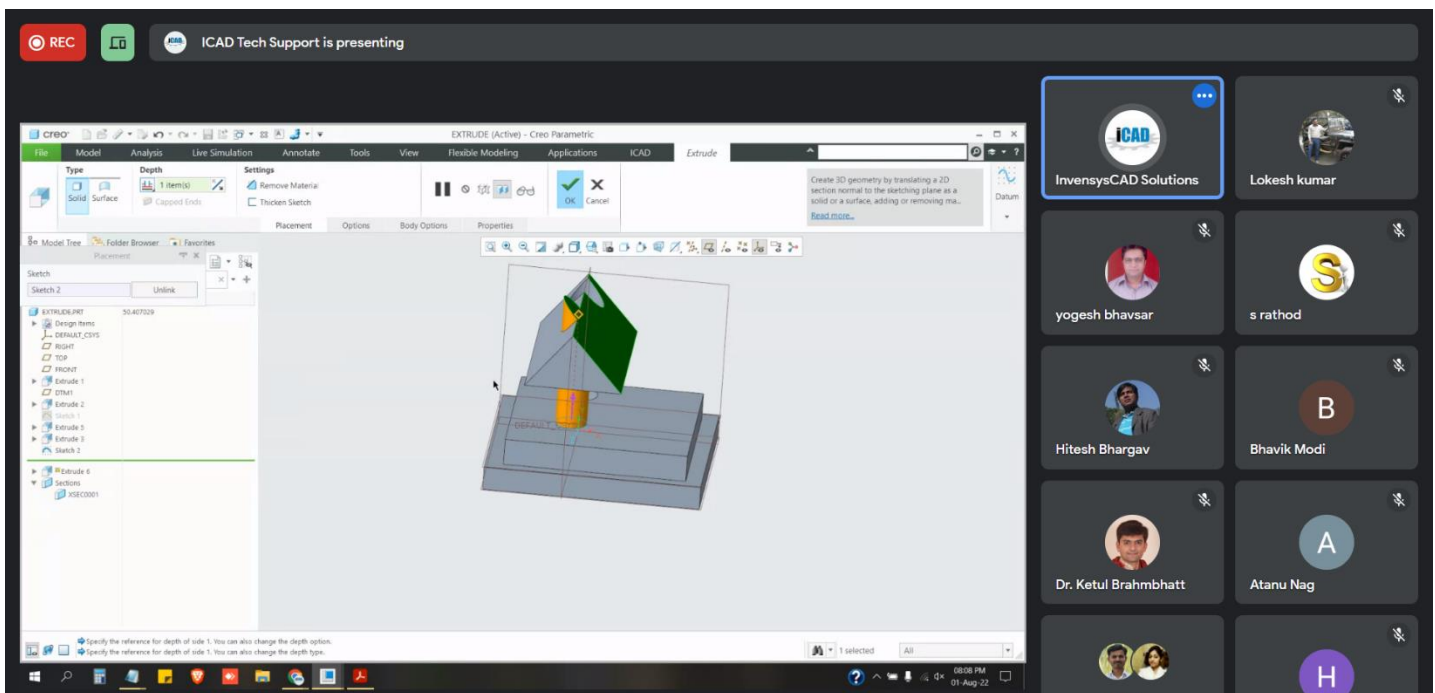 REC
ICAD Tech Support is presenting
creo
EXTRUDE (Active) - Creo Parametric
File Model Analysis Live Simulation Annotate Tools View Flexible Modeling Applications ICAD Extrude
Type Depth Settings
Solid Surface 1 item(s) Remove Material OK Cancel
Capped Ends Thicken Sketch
Create 3D geometry by translating a 2D
section normal to the sketching plane as a
solid or a surface, adding or removing ma...
Read more...
Datum
Placement Options Body Options Properties
Model Tree Folder Browser Favorites
Placement
Sketch
Sketch 2 Unlink
EXTRUDE.PRT 50.407029
Design Items
DEFAULT_CSYS
RIGHT
TOP
FRONT
Extrude 1
DTM1
Extrude 2
Sketch 1
Extrude 5
Extrude 3
Sketch 2
Extrude 6
Sections
XSEC0001
Specify the reference for depth of side 1. You can also change the depth option.
Specify the reference for depth of side 1. You can also change the depth type.
1 selected All
08:08 PM
01-Aug-22
iCAD
InvensysCAD Solutions
Lokesh kumar
yogesh bhavsar
S
s rathod
Hitesh Bhargav
B
Bhavik Modi
Dr. Ketul Brahmbhatt
A
Atanu Nag
H